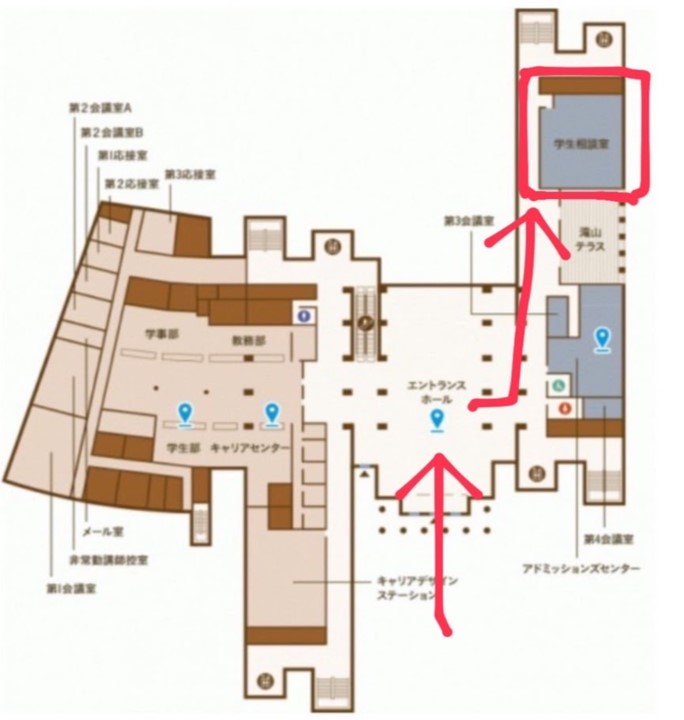 第2会議室A
第2会議室B
第1応接室
第2応接室
第3応接室
学生相談室
第3会議室
滝山
テラス
学事部
教務部
エントランス
ホール
学生部
キャリアセンター
メール室
非常勤講師控室
第1会議室
キャリアデザイン
ステーション
第4会議室
アドミッションズセンター